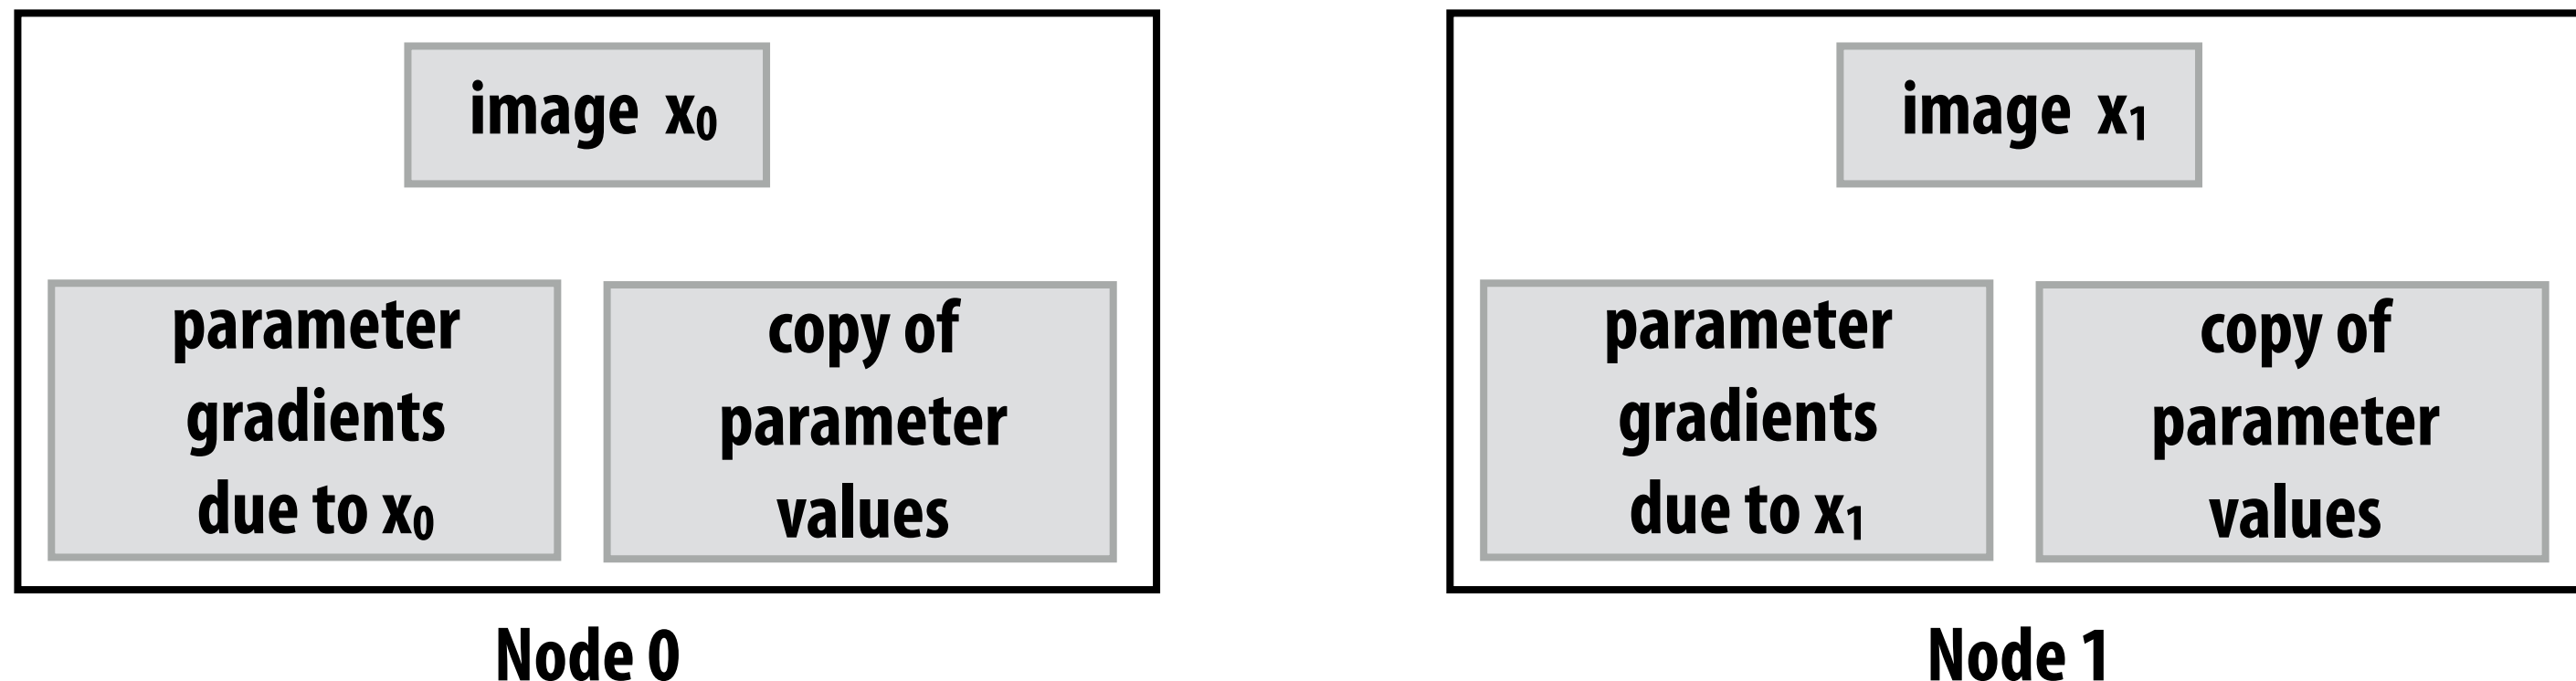 image x₀
parameter
gradients
due to x₀
copy of
parameter
values
Node 0
image x₁
parameter
gradients
due to x₁
copy of
parameter
values
Node 1